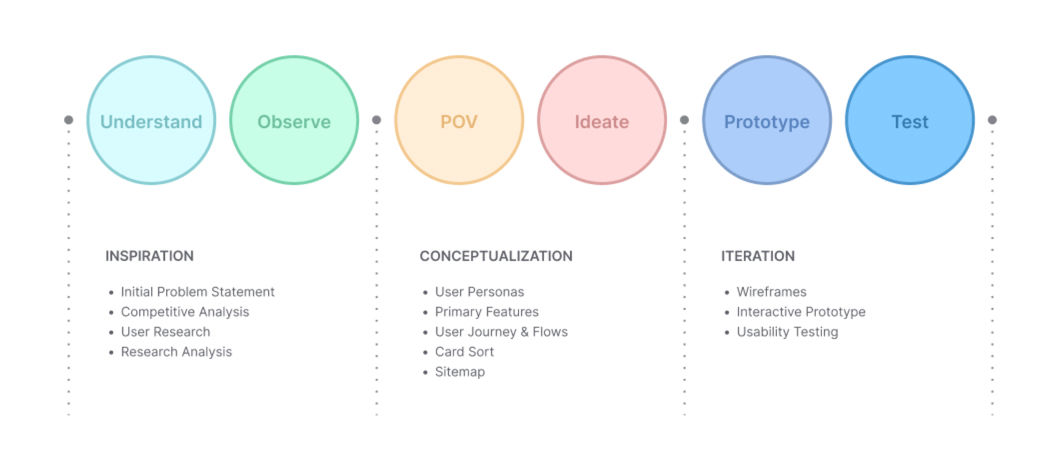 Understand
Observe
POV
Ideate
Prototype
Test
INSPIRATION
• Initial Problem Statement
• Competitive Analysis
• User Research
• Research Analysis
CONCEPTUALIZATION
• User Personas
• Primary Features
• User Journey & Flows
• Card Sort
• Sitemap
ITERATION
• Wireframes
• Interactive Prototype
• Usability Testing